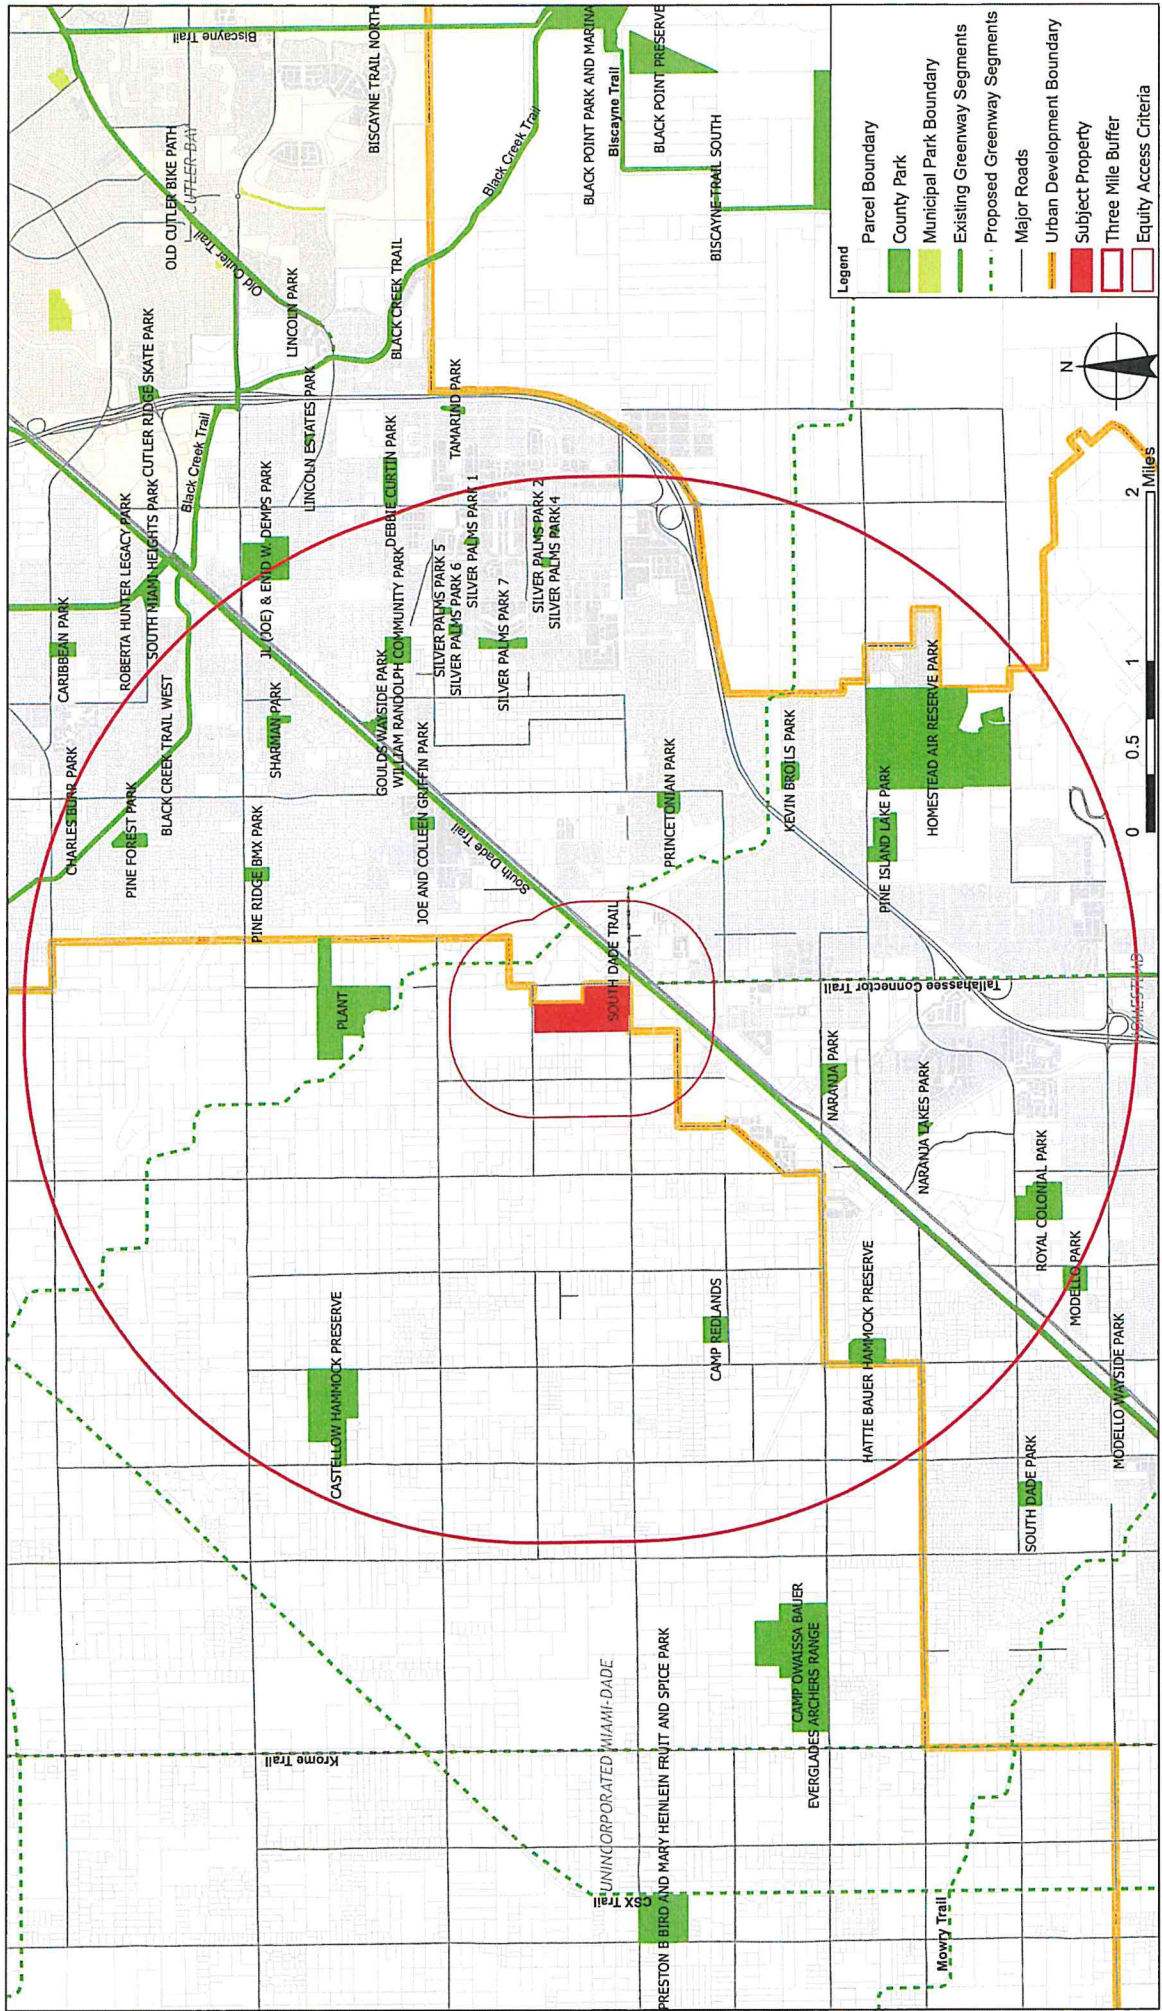 Biscayne Trail
OLD CUTLER BIKE PATH
CUTLER BAY
Old Cutler Trail
BISCAYNE TRAIL NORTH
Black Creek Trail
BLACK POINT PARK AND MARINA
Biscayne Trail
BLACK POINT PRESERVE
BISCAYNE TRAIL SOUTH
LINCOLN PARK
BLACK CREEK TRAIL
CUTLER RIDGE SKATE PARK
Black Creek Trail
LINCOLN ESTATES PARK
TAMARIND PARK
DEBBIE CURTIN PARK
CARIBBEAN PARK
ROBERTA HUNTER LEGACY PARK
SOUTH MIAMI HEIGHTS PARK
JL (JOE) & ENID W. DEMPS PARK
SILVER PALMS PARK 1
SILVER PALMS PARK 2
SILVER PALMS PARK4
SILVER PALMS PARK 5
SILVER PALMS PARK 6
SILVER PALMS PARK 7
CHARLES BURR PARK
PINE FOREST PARK
BLACK CREEK TRAIL WEST
SHARMAN PARK
PINE RIDGE BMX PARK
GOULDS WAYSIDE PARK
WILLIAM RANDOLPH COMMUNITY PARK
JOE AND COLLEEN GRIFFIN PARK
South Dade Trail
PRINCETONIAN PARK
KEVIN BROILS PARK
PINE ISLAND LAKE PARK
HOMESTEAD AIR RESERVE PARK
PLANT
SOUTH DADE TRAIL
Tallahassee Connector Trail
HOMESTEAD
NARANJA PARK
NARANJA LAKES PARK
ROYAL COLONIAL PARK
MODELLO PARK
MODELLO WAYSIDE PARK
CASTELLOW HAMMOCK PRESERVE
CAMP REDLANDS
HATTIE BAUER HAMMOCK PRESERVE
SOUTH DADE PARK
CAMP OWAISSA BAUER
EVERGLADES ARCHERS RANGE
Krome Trail
UNINCORPORATED MIAMI-DADE
CSX Trail
PRESTON B BIRD AND MARY HEINLEIN FRUIT AND SPICE PARK
Mowry Trail
N
0 0.5 1 2
Miles
Legend
Parcel Boundary
County Park
Municipal Park Boundary
Existing Greenway Segments
Proposed Greenway Segments
Major Roads
Urban Development Boundary
Subject Property
Three Mile Buffer
Equity Access Criteria